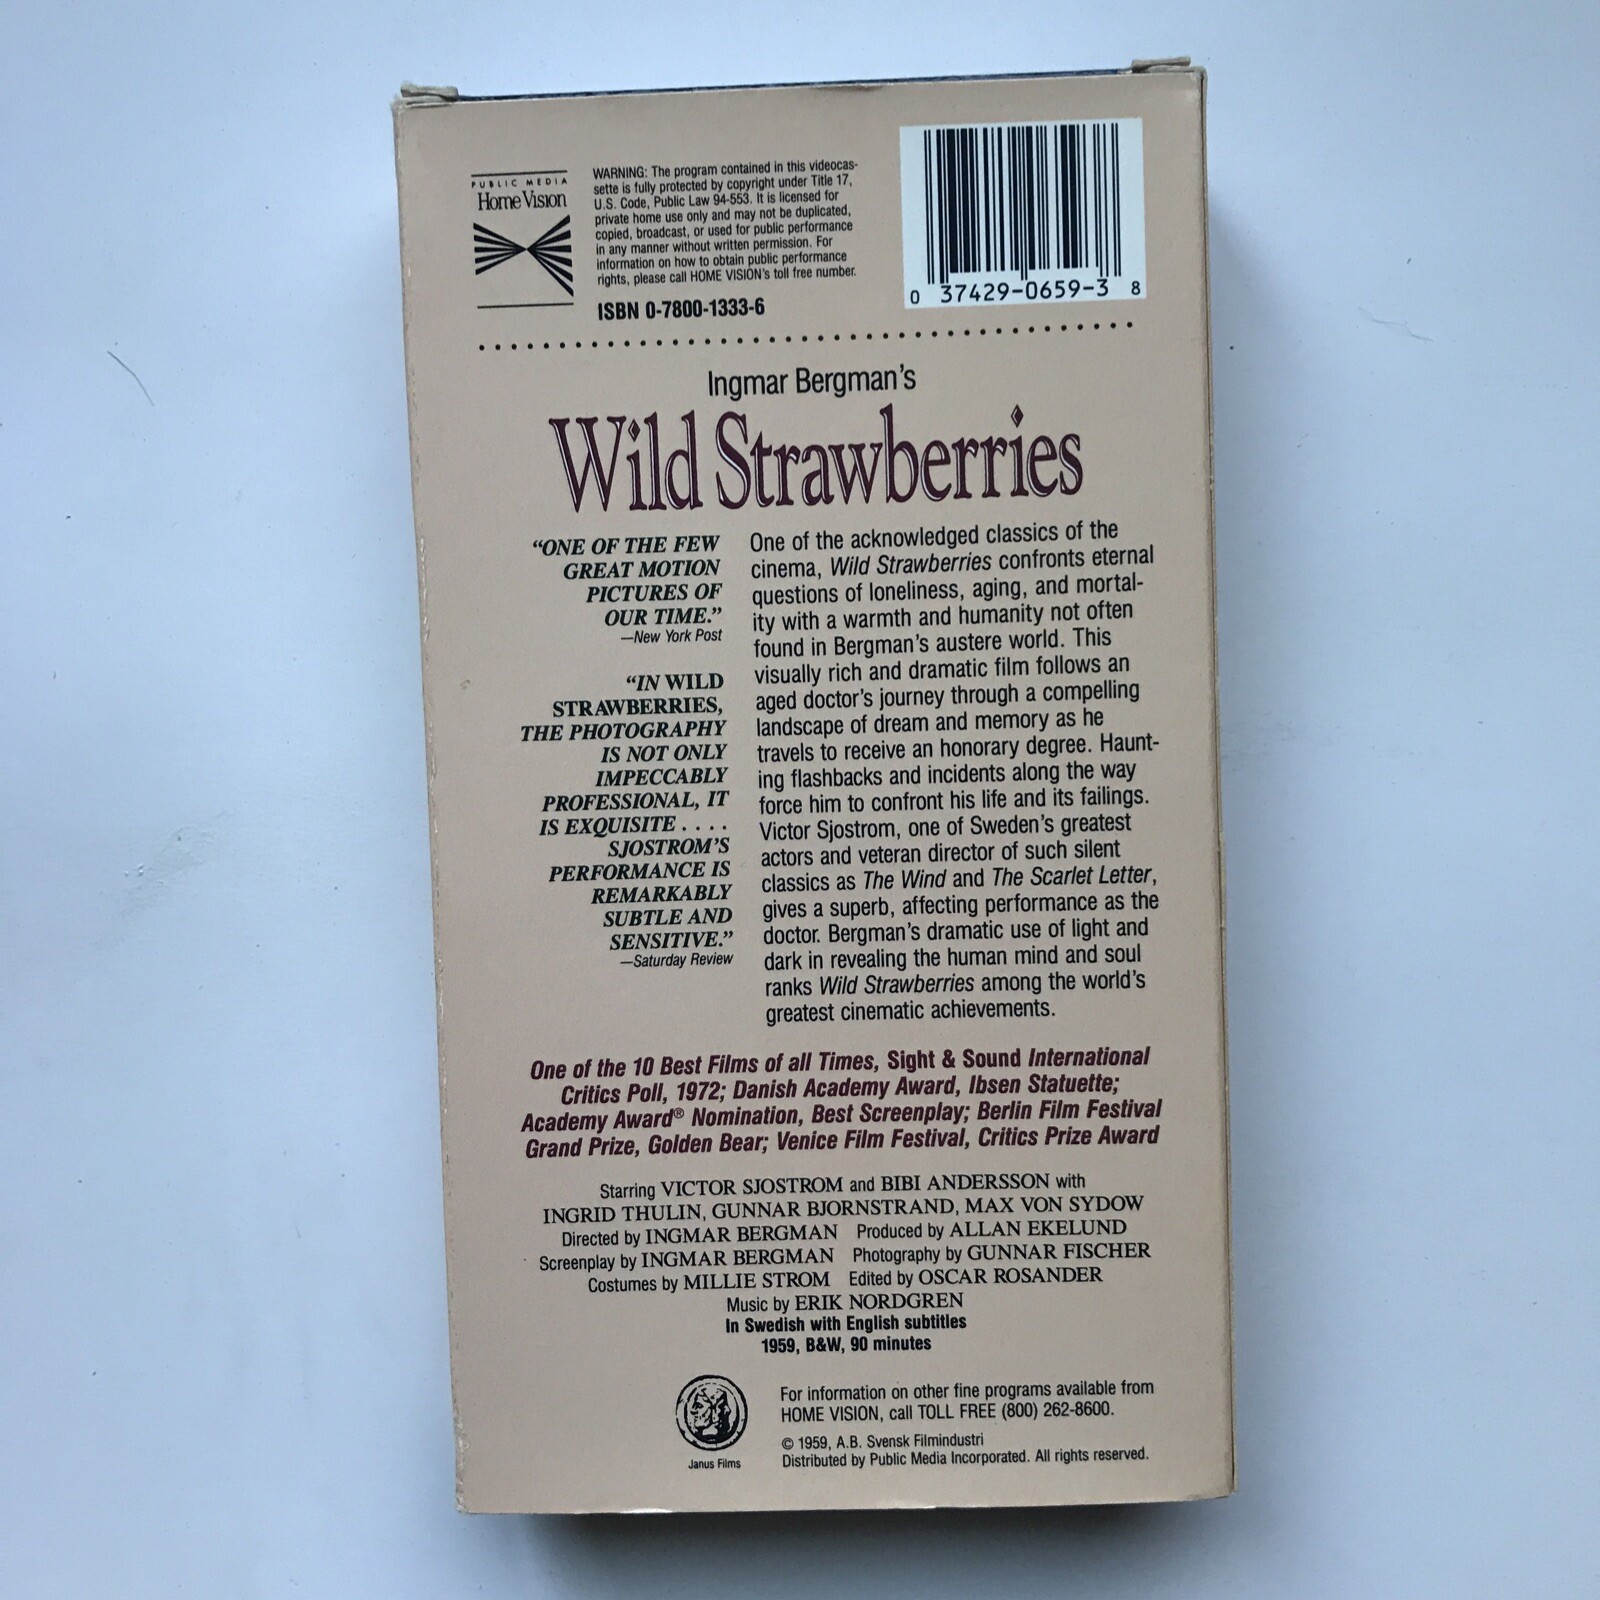 PUBLIC MEDIA
Home Vision
WARNING: The program contained in this videocas-
sette is fully protected by copyright under Title 17,
U.S. Code, Public Law 94-553. It is licensed for
private home use only and may not be duplicated,
copied, broadcast, or used for public performance
in any manner without written permission. For
information on how to obtain public performance
rights, please call HOME VISION's toll free number.
ISBN 0-7800-1333-6
0 37429-0659-3 8
Ingmar Bergman's
Wild Strawberries
“ONE OF THE FEW
GREAT MOTION
PICTURES OF
OUR TIME.”
—New York Post
“IN WILD
STRAWBERRIES,
THE PHOTOGRAPHY
IS NOT ONLY
IMPECCABLY
PROFESSIONAL, IT
IS EXQUISITE . . . .
SJOSTROM'S
PERFORMANCE IS
REMARKABLY
SUBTLE AND
SENSITIVE.”
—Saturday Review
One of the acknowledged classics of the
cinema, Wild Strawberries confronts eternal
questions of loneliness, aging, and mortal-
ity with a warmth and humanity not often
found in Bergman's austere world. This
visually rich and dramatic film follows an
aged doctor's journey through a compelling
landscape of dream and memory as he
travels to receive an honorary degree. Haunt-
ing flashbacks and incidents along the way
force him to confront his life and its failings.
Victor Sjostrom, one of Sweden's greatest
actors and veteran director of such silent
classics as The Wind and The Scarlet Letter,
gives a superb, affecting performance as the
doctor. Bergman's dramatic use of light and
dark in revealing the human mind and soul
ranks Wild Strawberries among the world's
greatest cinematic achievements.
One of the 10 Best Films of all Times, Sight & Sound International
Critics Poll, 1972; Danish Academy Award, Ibsen Statuette;
Academy Award® Nomination, Best Screenplay; Berlin Film Festival
Grand Prize, Golden Bear; Venice Film Festival, Critics Prize Award
Starring VICTOR SJOSTROM and BIBI ANDERSSON with
INGRID THULIN, GUNNAR BJORNSTRAND, MAX VON SYDOW
Directed by INGMAR BERGMAN Produced by ALLAN EKELUND
Screenplay by INGMAR BERGMAN Photography by GUNNAR FISCHER
Costumes by MILLIE STROM Edited by OSCAR ROSANDER
Music by ERIK NORDGREN
In Swedish with English subtitles
1959, B&W, 90 minutes
Janus Films
For information on other fine programs available from
HOME VISION, call TOLL FREE (800) 262-8600.
© 1959, A.B. Svensk Filmindustri
Distributed by Public Media Incorporated. All rights reserved.